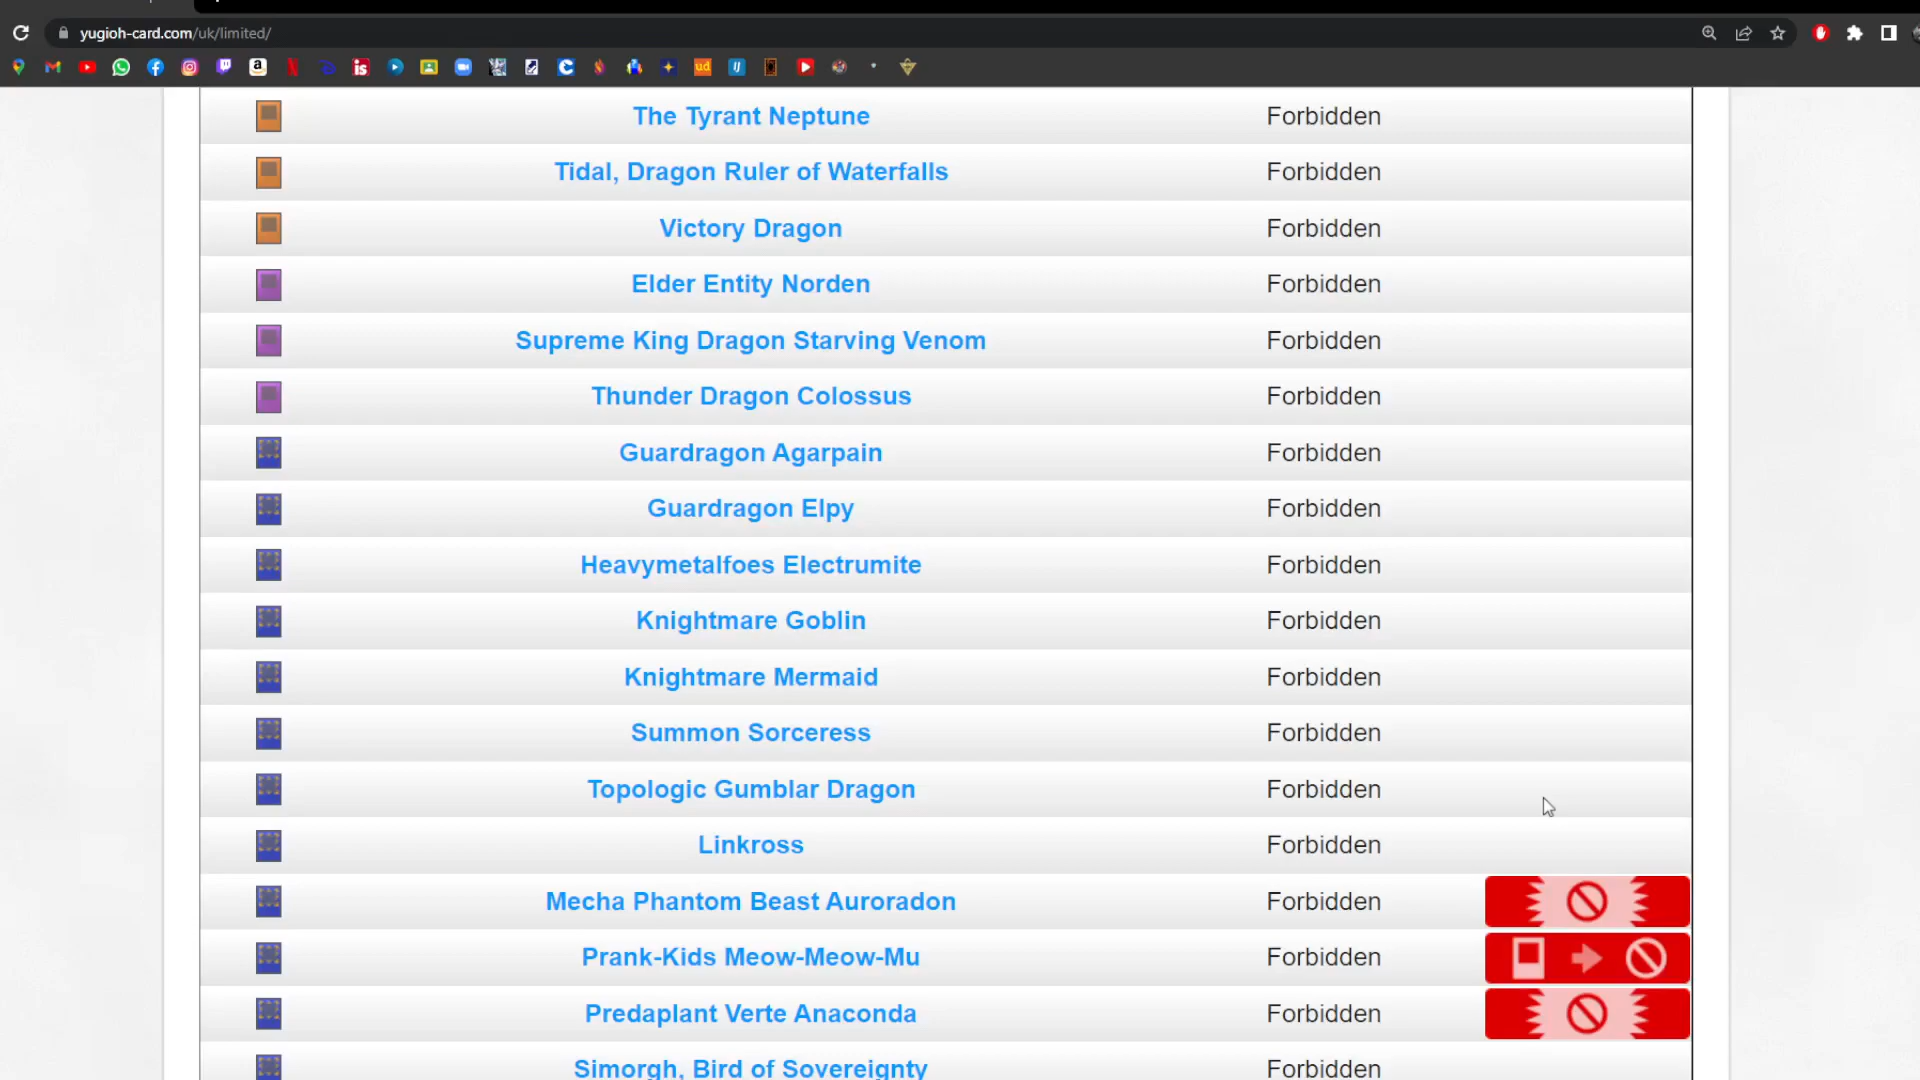 yugioh-card.com/uk/limited/
The Tyrant Neptune Forbidden
Tidal, Dragon Ruler of Waterfalls Forbidden
Victory Dragon Forbidden
Elder Entity Norden Forbidden
Supreme King Dragon Starving Venom Forbidden
Thunder Dragon Colossus Forbidden
Guardragon Agarpain Forbidden
Guardragon Elpy Forbidden
Heavymetalfoes Electrumite Forbidden
Knightmare Goblin Forbidden
Knightmare Mermaid Forbidden
Summon Sorceress Forbidden
Topologic Gumblar Dragon Forbidden
Linkross Forbidden
Mecha Phantom Beast Auroradon Forbidden
Prank-Kids Meow-Meow-Mu Forbidden
Predaplant Verte Anaconda Forbidden
Simorgh, Bird of Sovereignty Forbidden